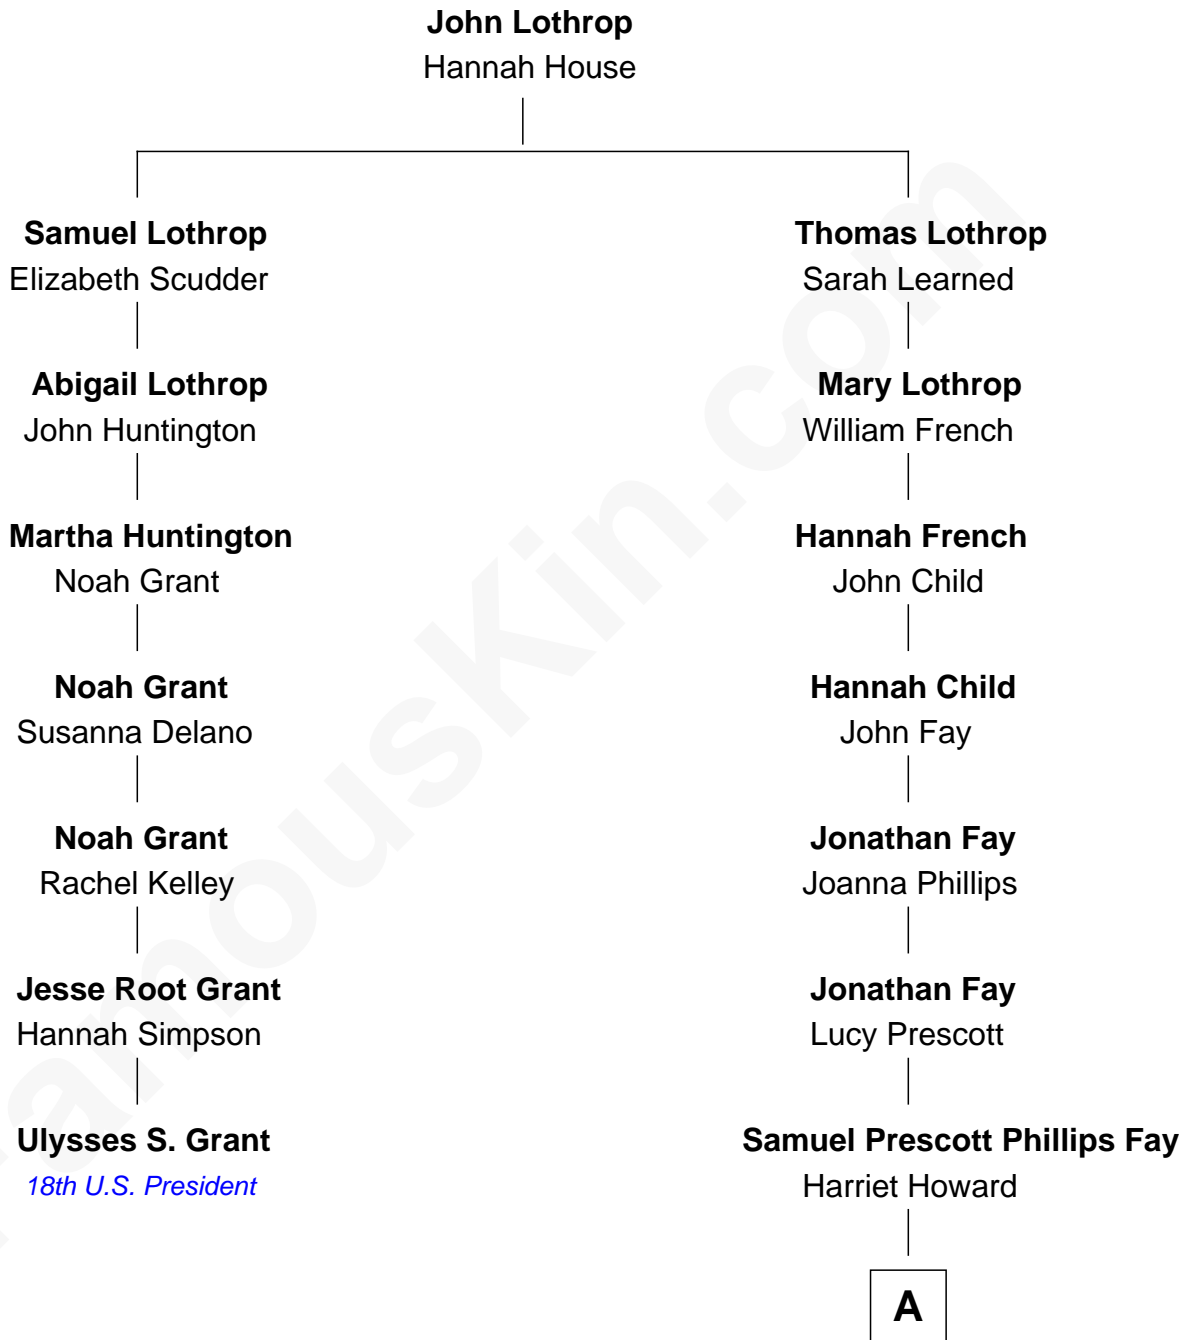 John Lothrop
Hannah House
Samuel Lothrop
Elizabeth Scudder
Thomas Lothrop
Sarah Learned
Abigail Lothrop
John Huntington
Mary Lothrop
William French
Martha Huntington
Noah Grant
Hannah French
John Child
Noah Grant
Susanna Delano
Hannah Child
John Fay
Noah Grant
Rachel Kelley
Jonathan Fay
Joanna Phillips
Jesse Root Grant
Hannah Simpson
Jonathan Fay
Lucy Prescott
Ulysses S. Grant
18th U.S. President
Samuel Prescott Phillips Fay
Harriet Howard
A
FamousKin.com